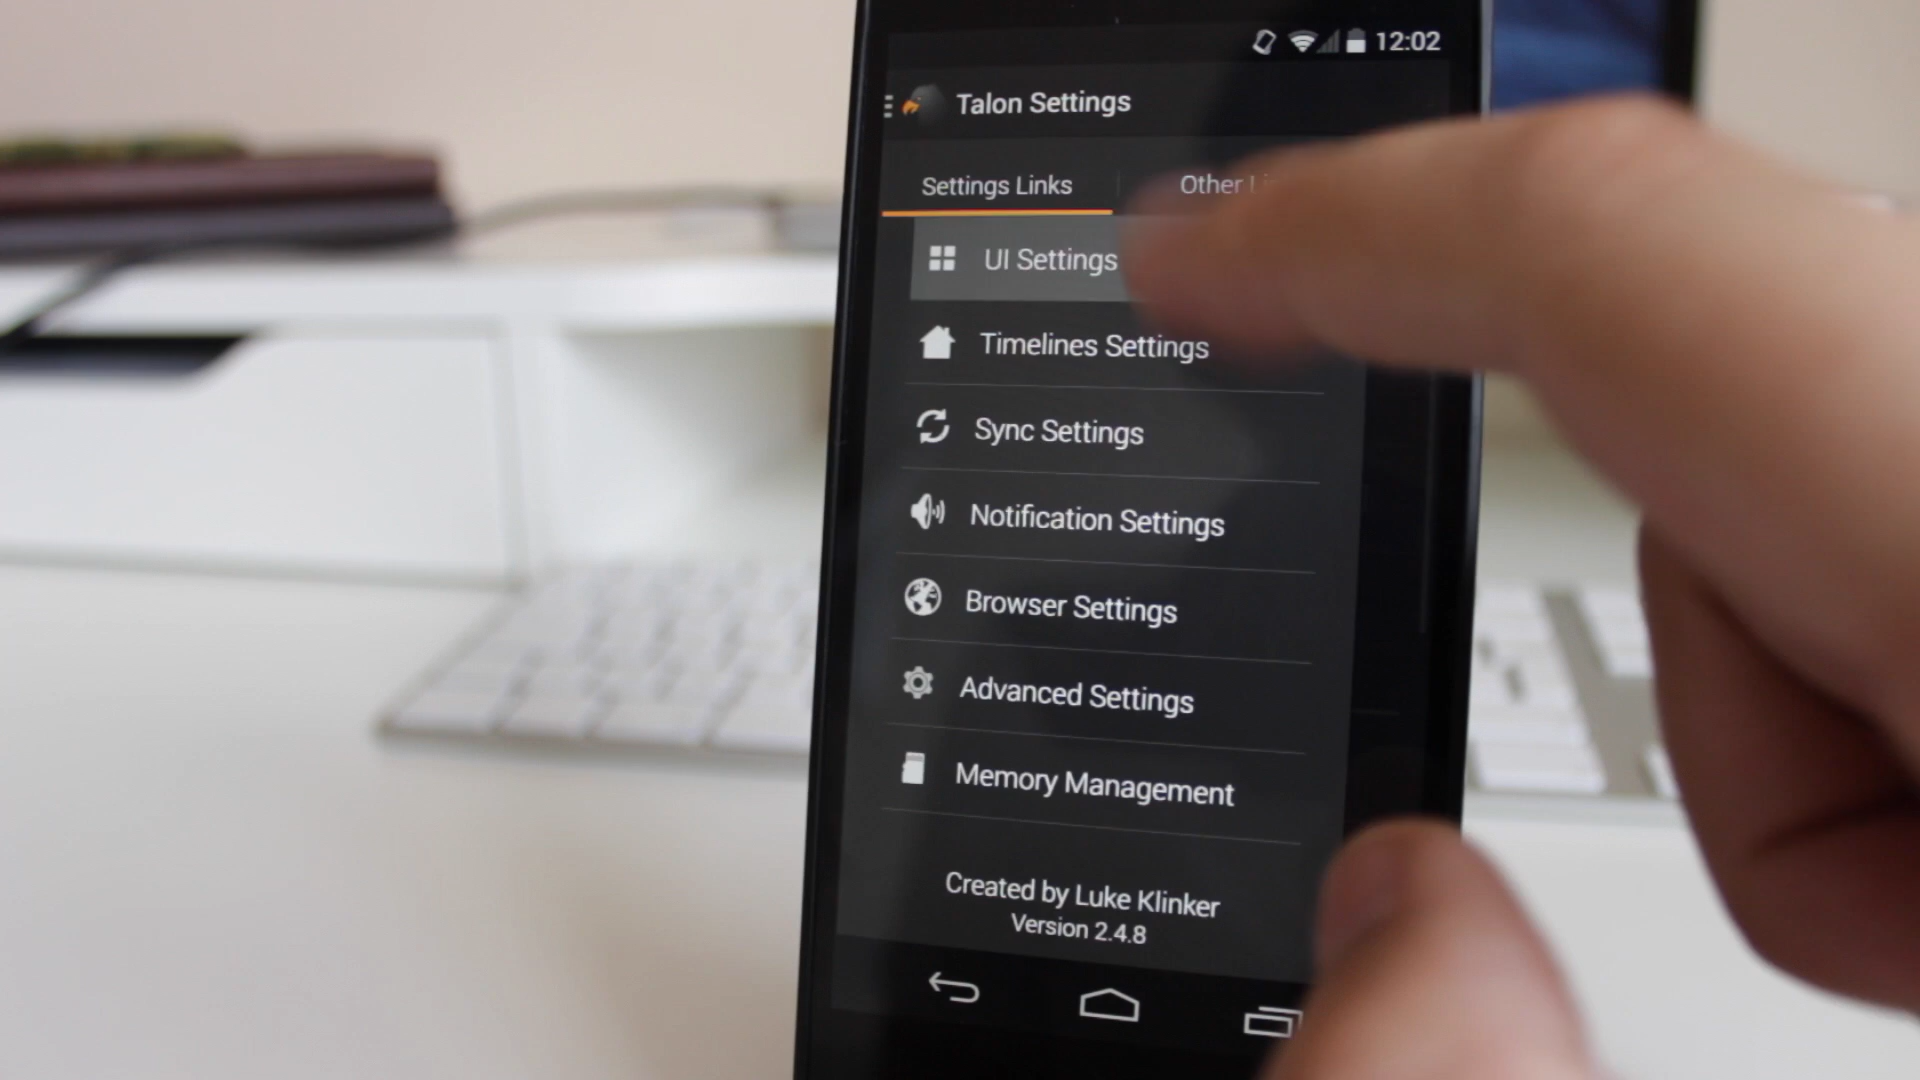 12:02
Talon Settings
Settings Links
Other
UI Settings
Timelines Settings
Sync Settings
Notification Settings
Browser Settings
Advanced Settings
Memory Management
Created by Luke Klinker
Version 2.4.8